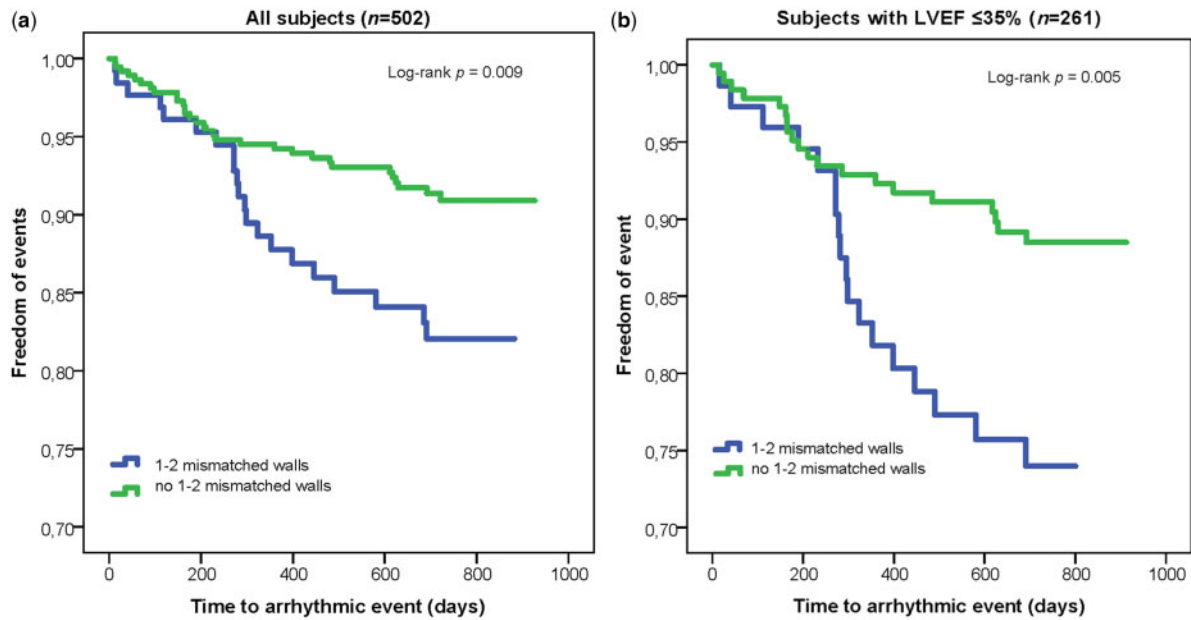 (a)
All subjects (n=502)
Log-rank p = 0.009
1,00
0,95
0,90
0,85
0,80
0,75
0,70
Freedom of events
1-2 mismatched walls
no 1-2 mismatched walls
0 200 400 600 800 1000
Time to arrhythmic event (days)
(b)
Subjects with LVEF ≤35% (n=261)
Log-rank p = 0.005
1,00
0,95
0,90
0,85
0,80
0,75
0,70
Freedom of event
1-2 mismatched walls
no 1-2 mismatched walls
0 200 400 600 800 1000
Time to arrhythmic event (days)